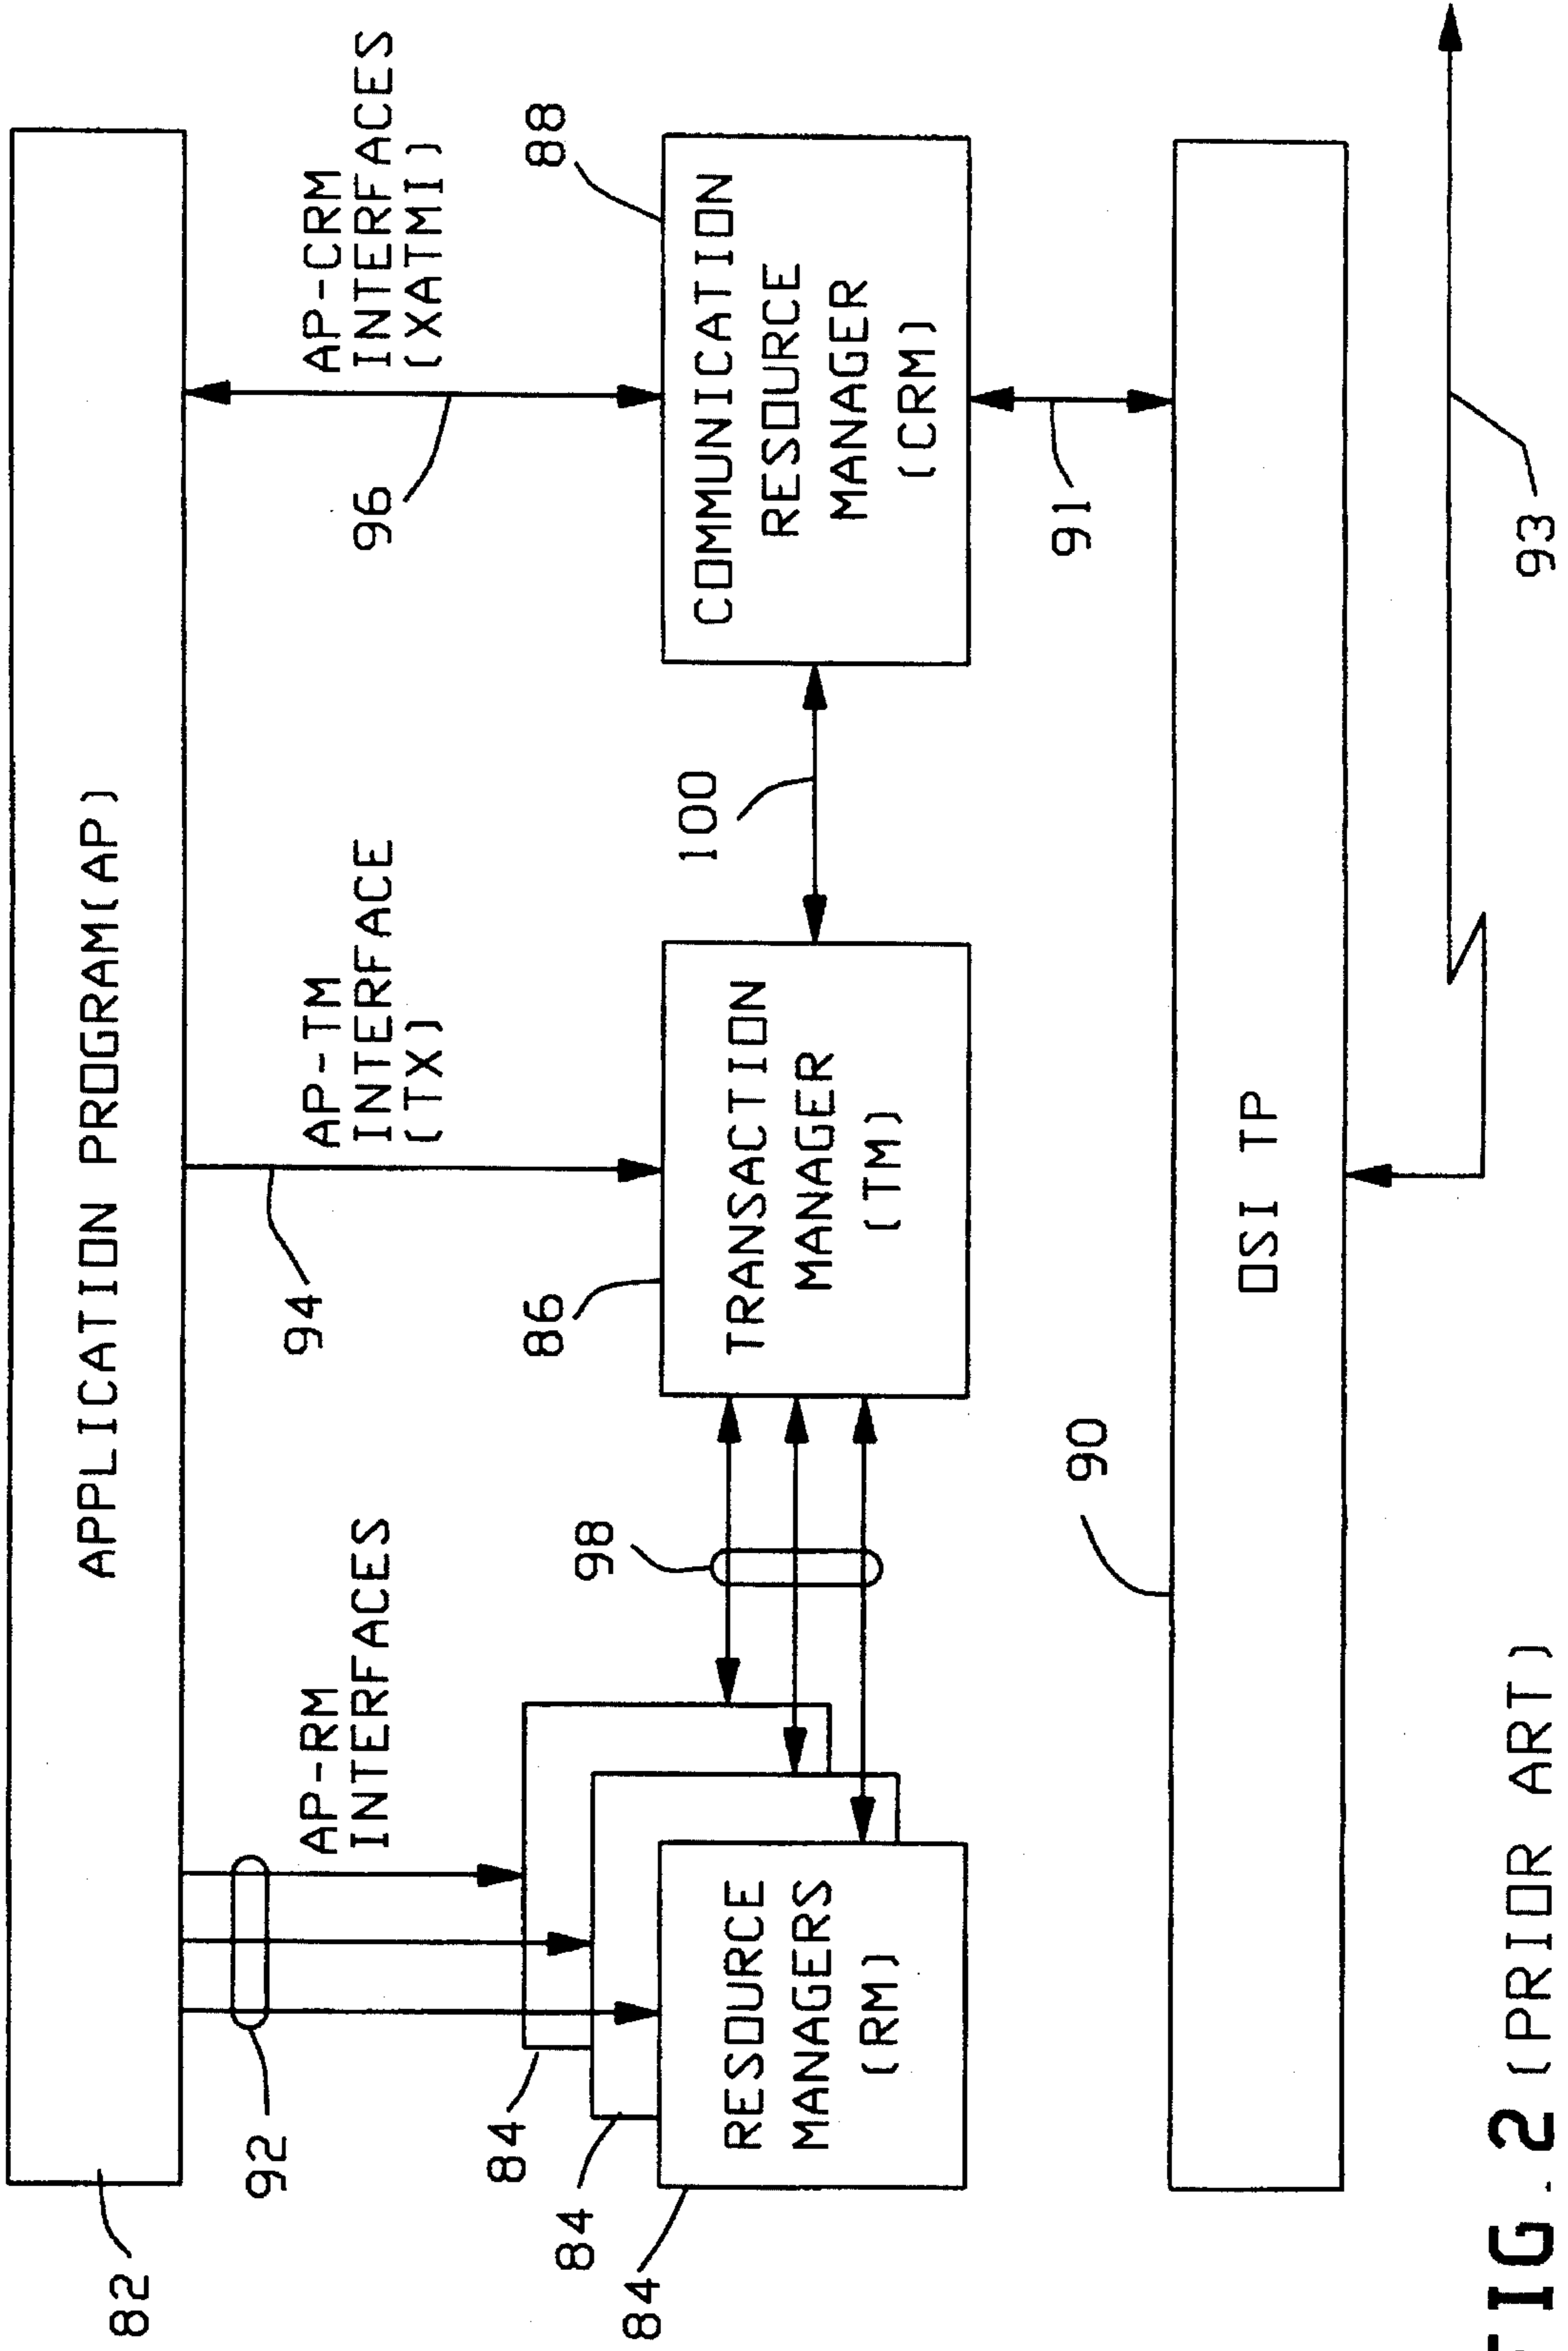 82
APPLICATION PROGRAM(AP)
92
AP-RM
INTERFACES
94
AP-TM
INTERFACE
(TX)
96
AP-CRM
INTERFACES
(XATMI)
84
84
84
RESOURCE
MANAGERS
(RM)
98
86
TRANSACTION
MANAGER
(TM)
100
88
COMMUNICATION
RESOURCE
MANAGER
(CRM)
91
90
OSI TP
93
FIG. 2 (PRIOR ART)